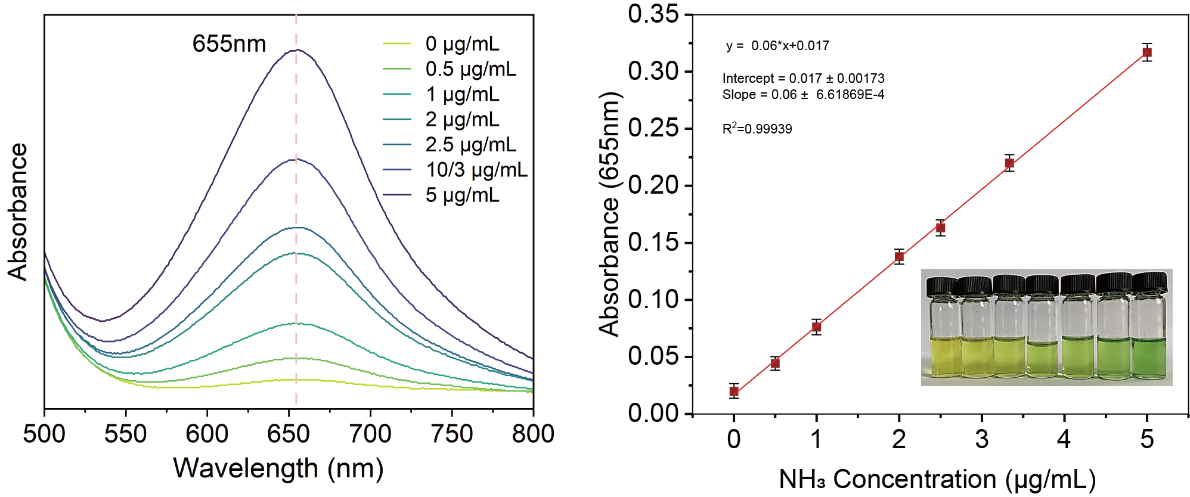 655nm
0 µg/mL
0.5 µg/mL
1 µg/mL
2 µg/mL
2.5 µg/mL
10/3 µg/mL
5 µg/mL
Absorbance
500 550 600 650 700 750 800
Wavelength (nm)
0.35
0.30
0.25
0.20
0.15
0.10
0.05
0.00
Absorbance (655nm)
y = 0.06*x+0.017
Intercept = 0.017 ± 0.00173
Slope = 0.06 ± 6.61869E-4
R²=0.99939
0 1 2 3 4 5
NH₃ Concentration (µg/mL)